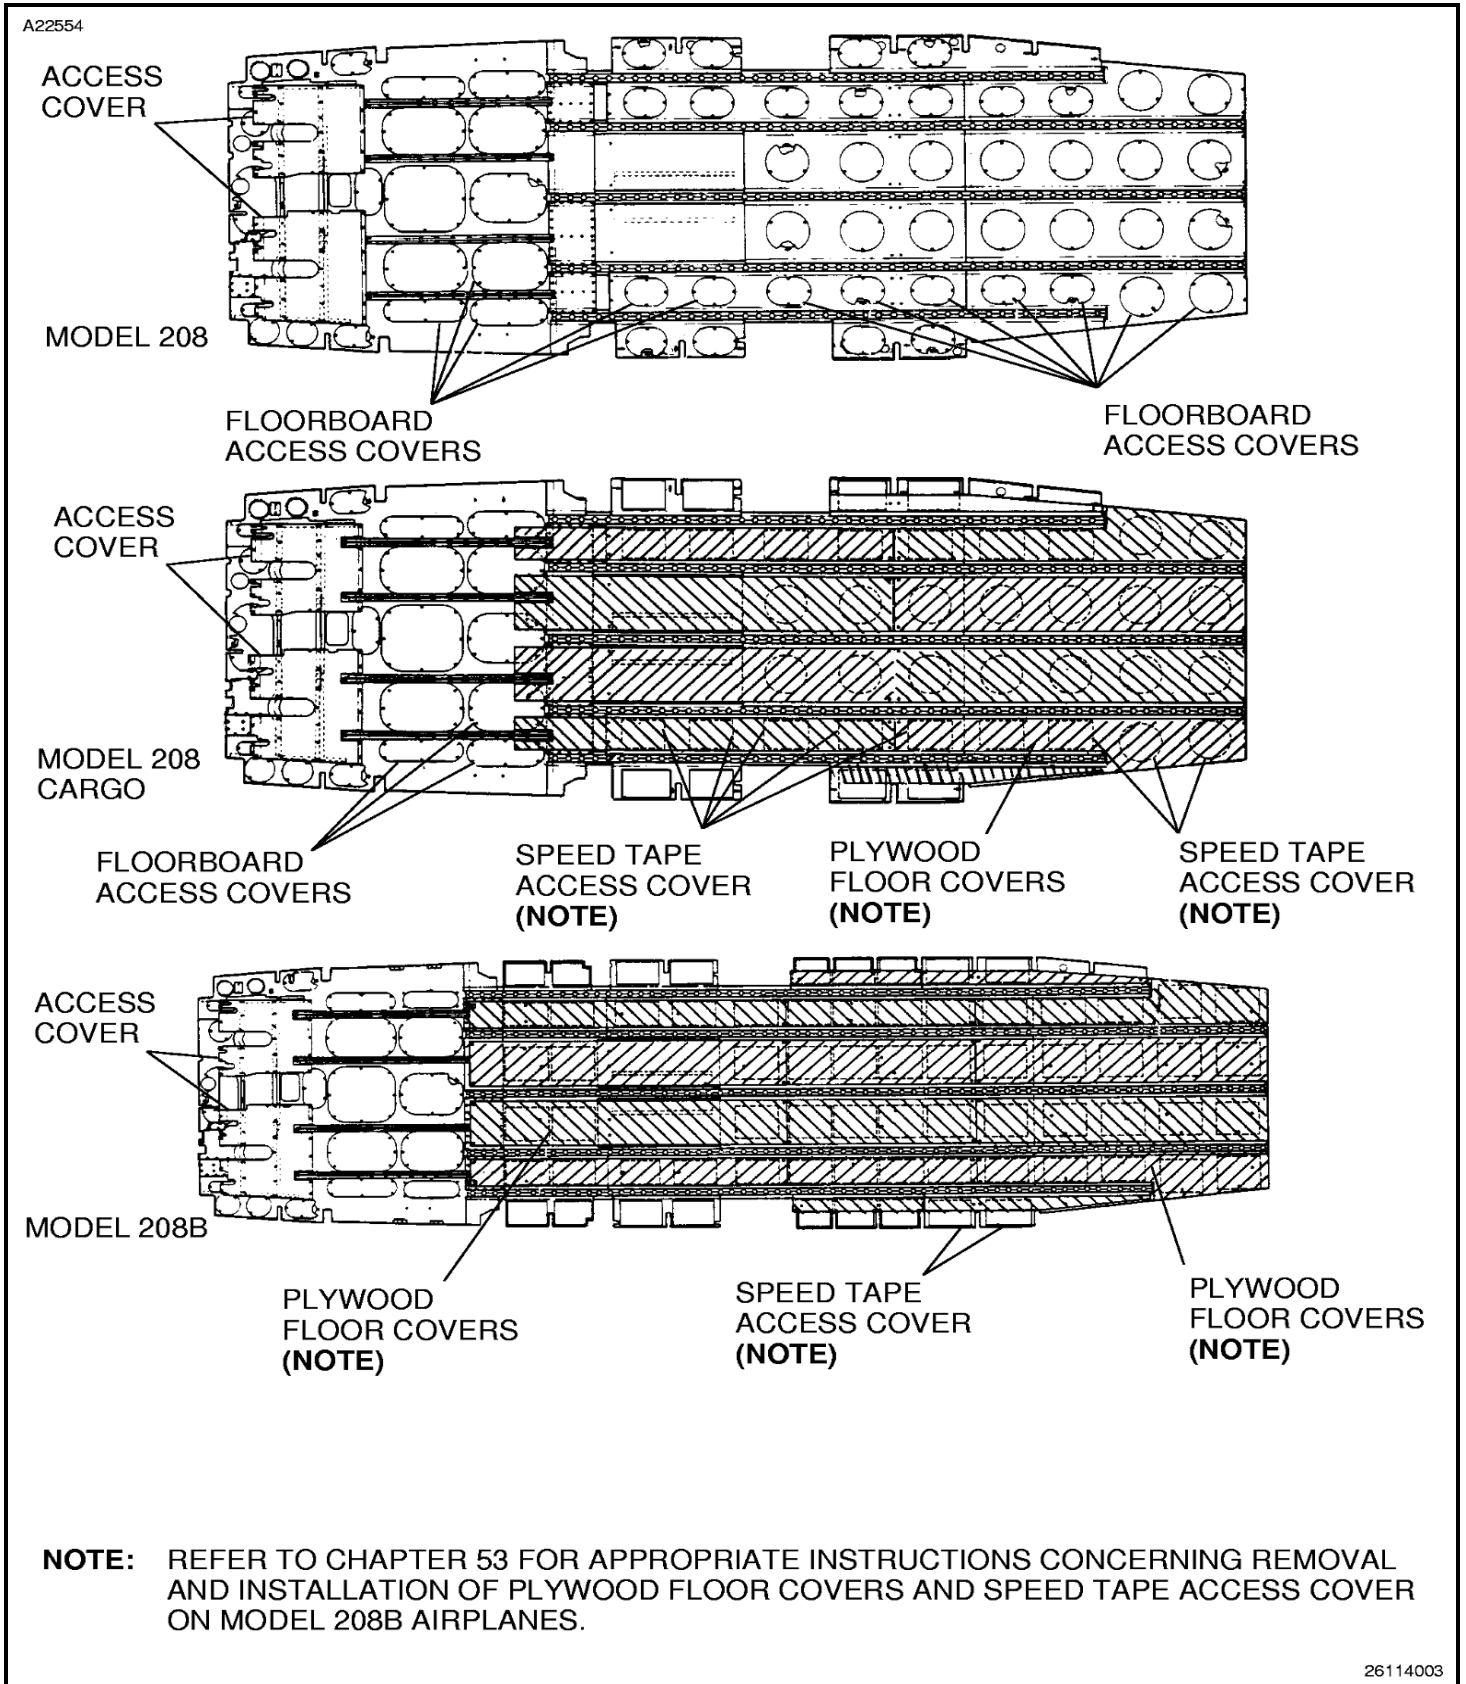 A22554
ACCESS
COVER
MODEL 208
FLOORBOARD
ACCESS COVERS
FLOORBOARD
ACCESS COVERS
ACCESS
COVER
MODEL 208
CARGO
FLOORBOARD
ACCESS COVERS
SPEED TAPE
ACCESS COVER
(NOTE)
PLYWOOD
FLOOR COVERS
(NOTE)
SPEED TAPE
ACCESS COVER
(NOTE)
ACCESS
COVER
MODEL 208B
PLYWOOD
FLOOR COVERS
(NOTE)
SPEED TAPE
ACCESS COVER
(NOTE)
PLYWOOD
FLOOR COVERS
(NOTE)
NOTE: REFER TO CHAPTER 53 FOR APPROPRIATE INSTRUCTIONS CONCERNING REMOVAL
AND INSTALLATION OF PLYWOOD FLOOR COVERS AND SPEED TAPE ACCESS COVER
ON MODEL 208B AIRPLANES.
26114003